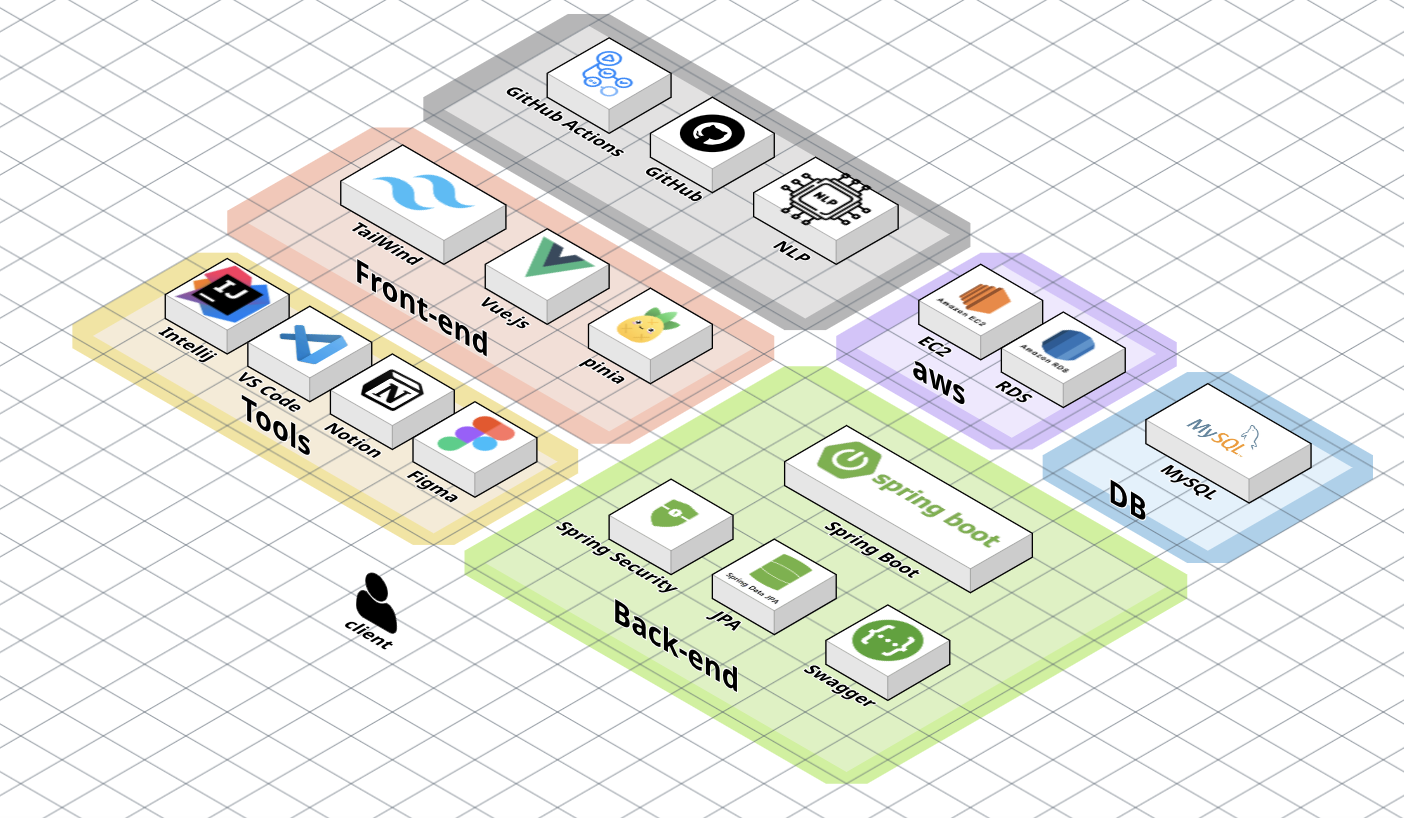 GitHub Actions
GitHub
NLP
NLP
TailWind
Vue.js
pinia
Front-end
IJ
Intellij
VS Code
N
Notion
Figma
Tools
Amazon EC2
EC2
Amazon RDS
RDS
aws
MySQL
MySQL
DB
spring boot
Spring Boot
Spring Security
Spring Data JPA
JPA
{...}
Swagger
Back-end
client